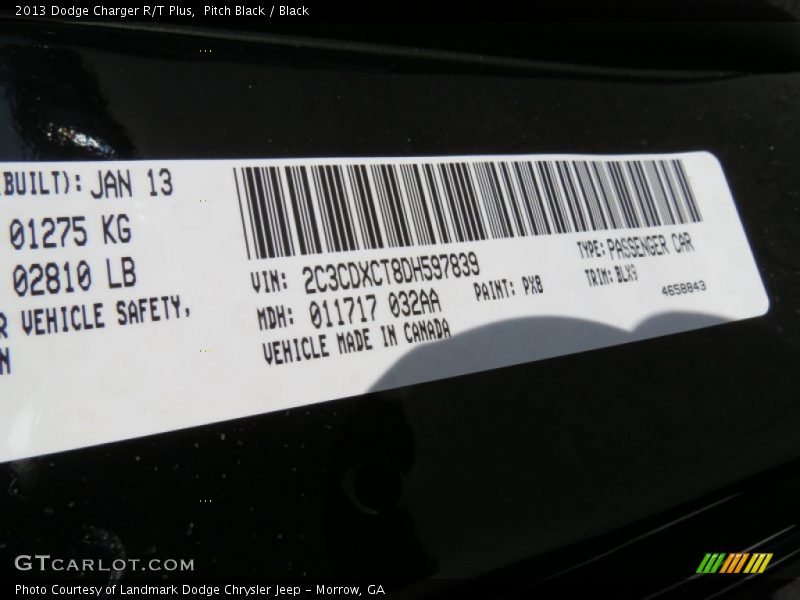 2013 Dodge Charger R/T Plus, Pitch Black / Black
BUILT): JAN 13
01275 KG
02810 LB
R VEHICLE SAFETY,
N
VIN: 2C3CDXCT8DH597839
TYPE: PASSENGER CAR
MDH: 011717 032AA
PAINT: PX8
TRIM: BLX9
VEHICLE MADE IN CANADA
4658843
GTCARLOT.COM
Photo Courtesy of Landmark Dodge Chrysler Jeep - Morrow, GA